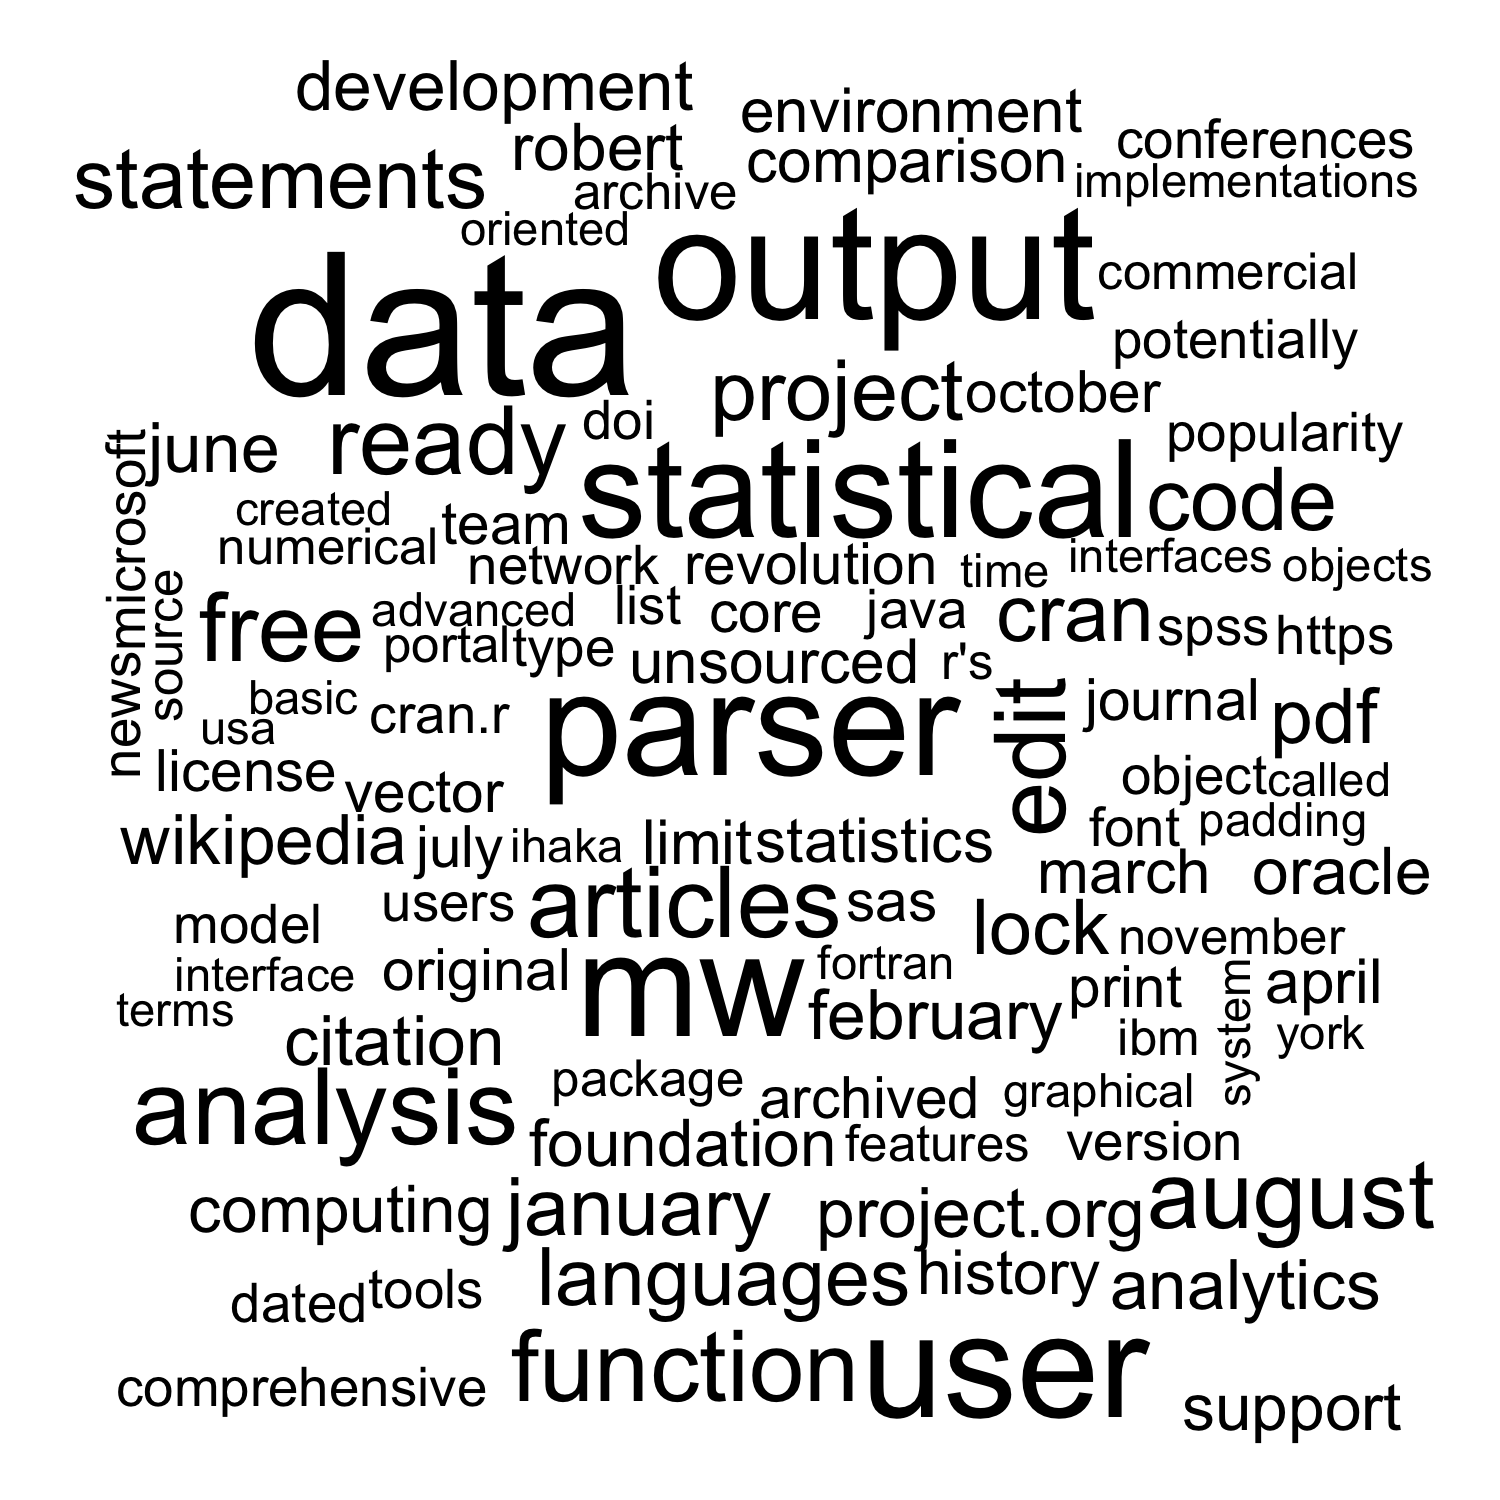 development
environment
robert
conferences
statements
comparison
archive
implementations
oriented
output
data
commercial
potentially
project
october
doi
ready
june
popularity
microsoft
statistical
code
created
team
numerical
network
revolution
time
interfaces
objects
source
free
advanced
list
core
java
cran
spss
https
portal
type
unsourced
r's
news
basic
usa
cran.r
parser
edit
journal
pdf
license
vector
object
called
wikipedia
july
ihaka
limit
statistics
font
padding
march
oracle
users
articles
sas
model
lock
november
interface
original
mw
fortran
print
april
terms
february
system
citation
ibm
york
analysis
package
archived
graphical
foundation
features
version
computing
january
project.org
august
languages
history
analytics
dated
tools
function
user
comprehensive
support